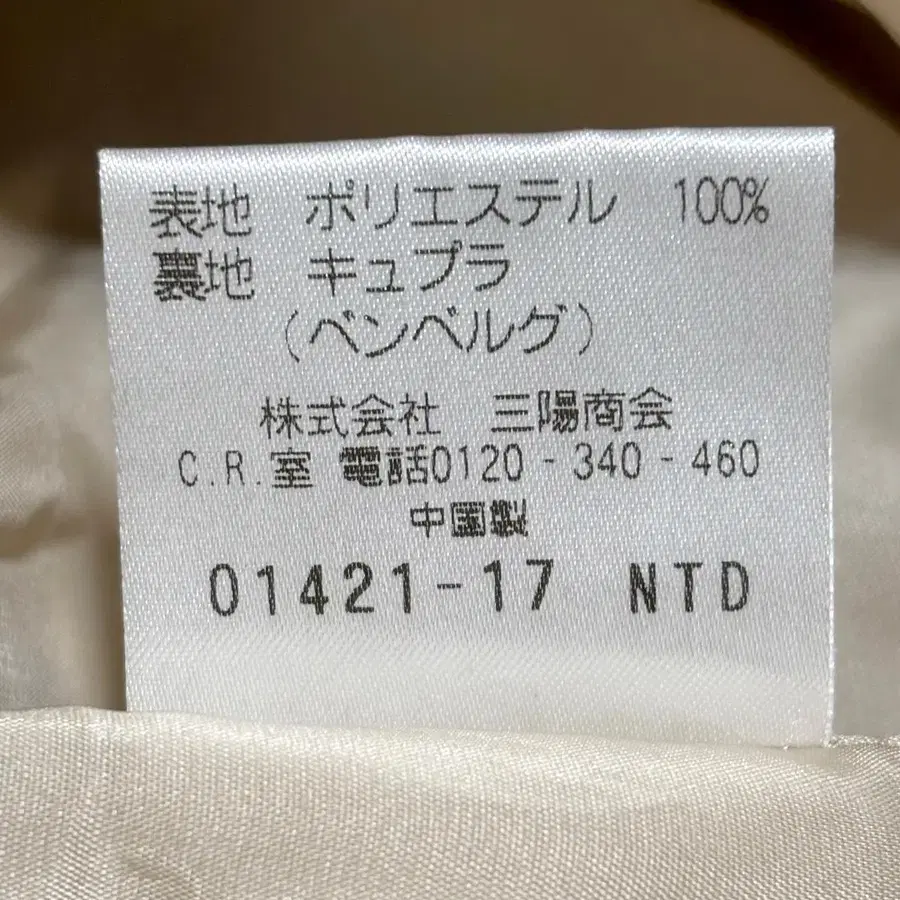 表地 ポリエステル 100%
裏地 キュプラ
(ベンベルグ)
株式会社 三陽商会
C.R.室 電話0120-340-460
中国製
01421-17 NTD